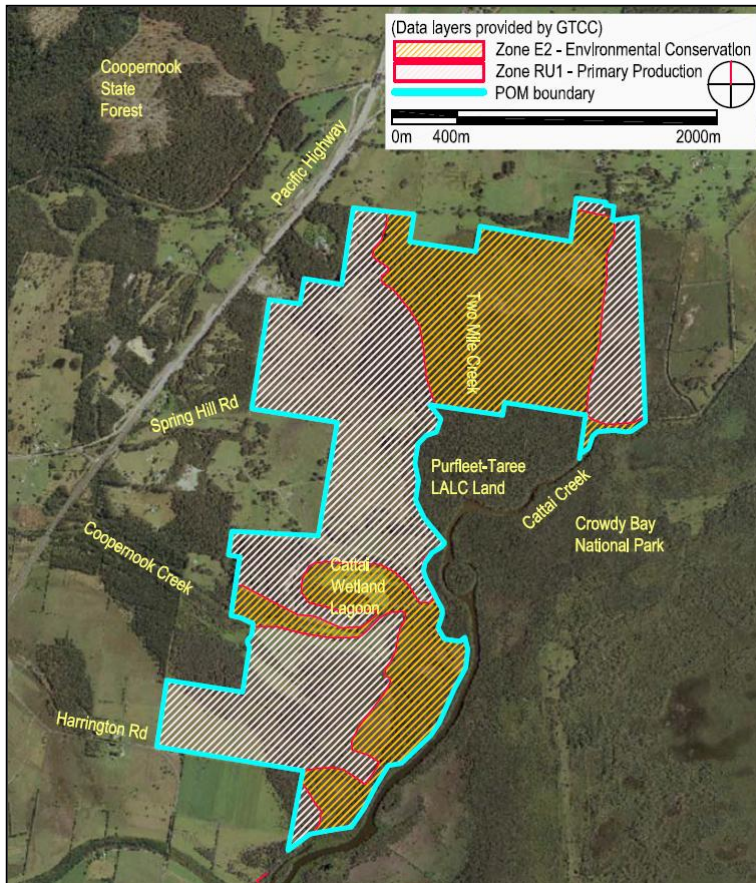 (Data layers provided by GTCC)
Zone E2 - Environmental Conservation
Zone RU1 - Primary Production
POM boundary
0m 400m 2000m
Coopernook
State
Forest
Pacific Highway
Two Mile Creek
Spring Hill Rd
Purfleet-Taree
LALC Land
Cattai Creek
Crowdy Bay
National Park
Coopernook Creek
Cattai
Wetland
Lagoon
Harrington Rd